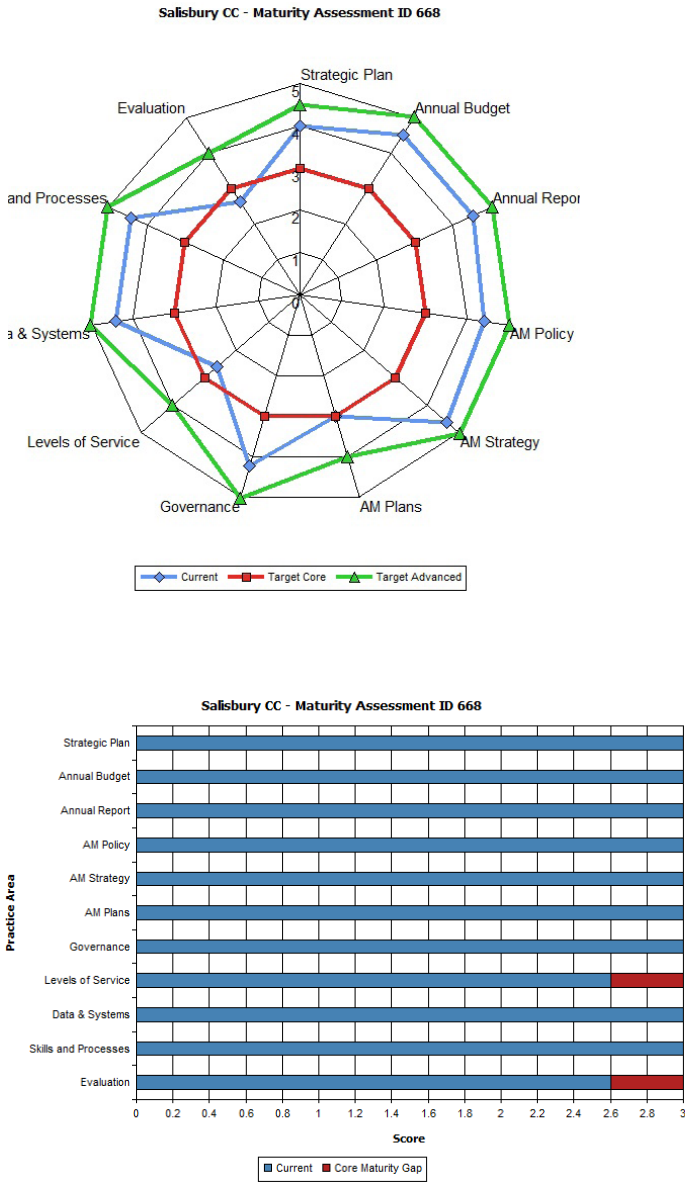 Salisbury CC - Maturity Assessment ID 668
Strategic Plan
Evaluation
Annual Budget
5
4
3
2
1
0
and Processes
Annual Repor
a & Systems
AM Policy
Levels of Service
AM Strategy
Governance
AM Plans
Current
Target Core
Target Advanced
Salisbury CC - Maturity Assessment ID 668
Practice Area
Strategic Plan
Annual Budget
Annual Report
AM Policy
AM Strategy
AM Plans
Governance
Levels of Service
Data & Systems
Skills and Processes
Evaluation
0 0.2 0.4 0.6 0.8 1 1.2 1.4 1.6 1.8 2 2.2 2.4 2.6 2.8 3
Score
Current
Core Maturity Gap